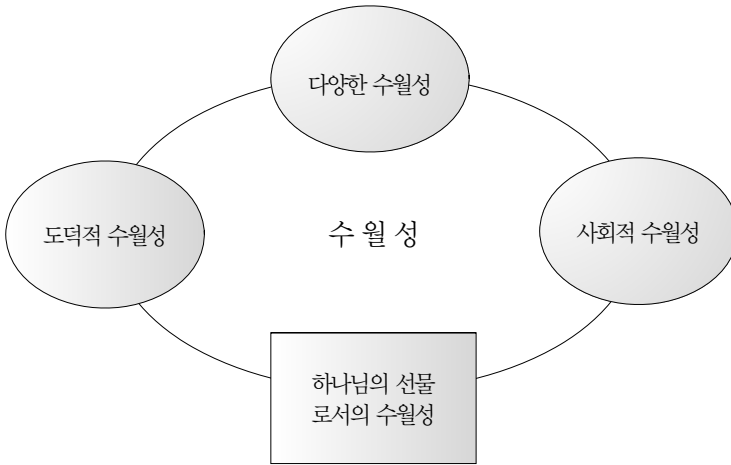 다양한 수월성
도덕적 수월성
수 월 성
사회적 수월성
하나님의 선물
로서의 수월성